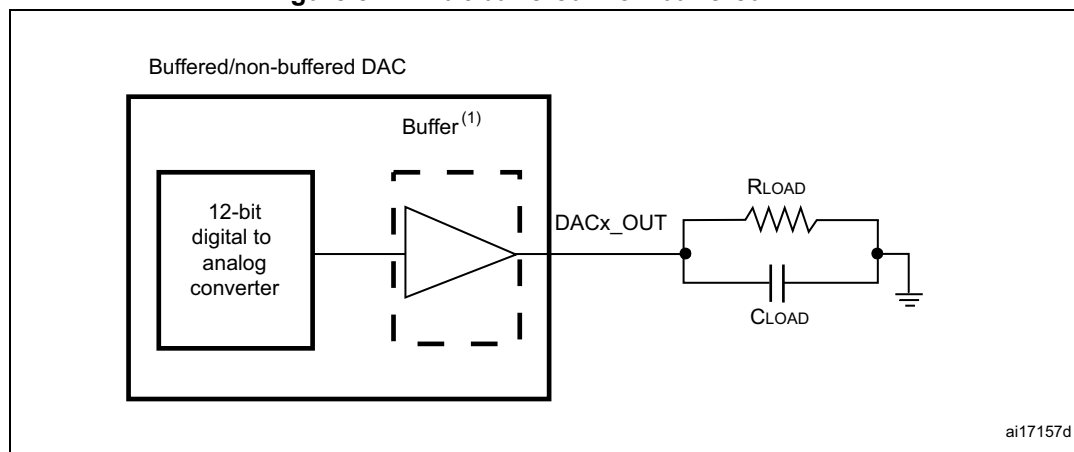 Buffered/non-buffered DAC
Buffer(1)
12-bit
digital to
analog
converter
DACx_OUT
RLOAD
CLOAD
ai17157d